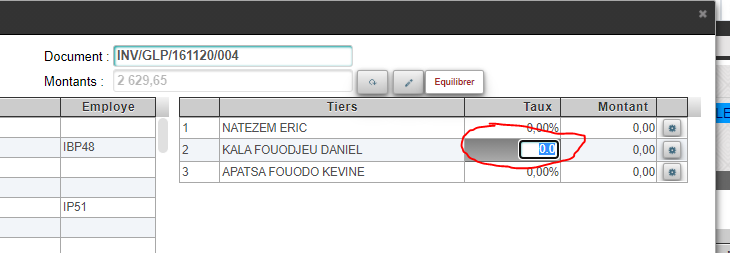 Document : INV/GLP/161120/004
Montants : 2 629,65 Equilibrer
Employe
IBP48
IP51
Tiers Taux Montant
1 NATEZEM ERIC 0,00% 0,00
2 KALA FOUODJEU DANIEL 0.0 0,00
3 APATSA FOUODO KEVINE 0,00% 0,00
LE